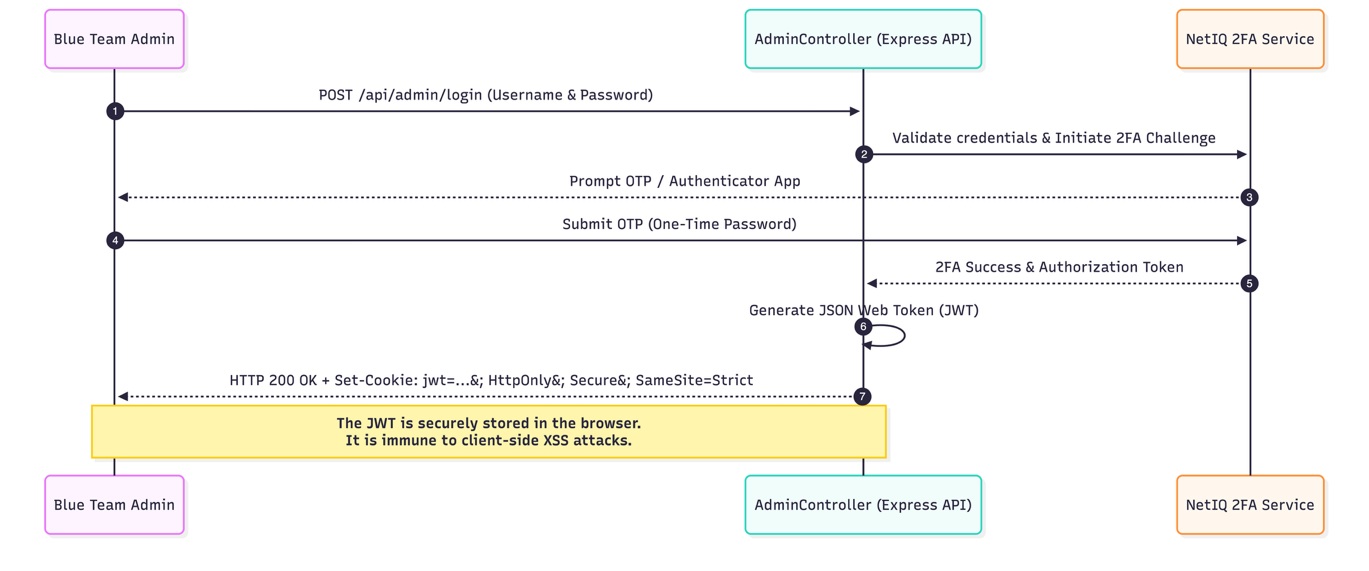 Blue Team Admin
AdminController (Express API)
NetIQ 2FA Service
POST /api/admin/login (Username & Password)
1
Validate credentials & Initiate 2FA Challenge
2
Prompt OTP / Authenticator App
3
Submit OTP (One-Time Password)
4
2FA Success & Authorization Token
5
Generate JSON Web Token (JWT)
6
HTTP 200 OK + Set-Cookie: jwt=...&; HttpOnly&; Secure&; SameSite=Strict
7
The JWT is securely stored in the browser.
It is immune to client-side XSS attacks.
Blue Team Admin
AdminController (Express API)
NetIQ 2FA Service